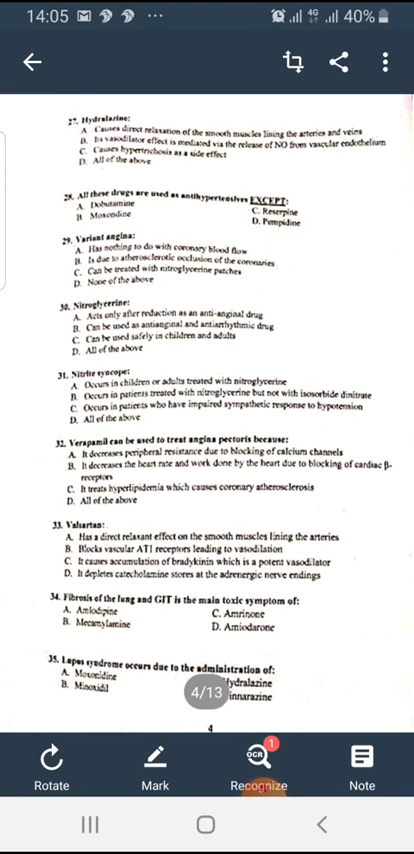 14:05 ... 4G 40%
27. Hydralazine:
A. Causes direct relaxation of the smooth muscles lining the arteries and veins
B. Its vasodilator effect is mediated via the release of NO from vascular endothelium
C. Causes hypertrichosis as a side effect
D. All of the above
28. All these drugs are used as antihypertensives EXCEPT:
A. Dobutamine
C. Reserpine
B. Moxonidine
D. Pempidine
29. Variant angina:
A. Has nothing to do with coronary blood flow
B. Is due to atherosclerotic occlusion of the coronaries
C. Can be treated with nitroglycerine patches
D. None of the above
30. Nitroglycerine:
A. Acts only after reduction as an anti-anginal drug
B. Can be used as antianginal and antiarrhythmic drug
C. Can be used safely in children and adults
D. All of the above
31. Nitrite syncope:
A. Occurs in children or adults treated with nitroglycerine
B. Occurs in patients treated with nitroglycerine but not with isosorbide dinitrate
C. Occurs in patients who have impaired sympathetic response to hypotension
D. All of the above
32. Verapamil can be used to treat angina pectoris because:
A. It decreases peripheral resistance due to blocking of calcium channels
B. It decreases the heart rate and work done by the heart due to blocking of cardiac β-
receptors
C. It treats hyperlipidemia which causes coronary atherosclerosis
D. All of the above
33. Valsartan:
A. Has a direct relaxant effect on the smooth muscles lining the arteries
B. Blocks vascular AT1 receptors leading to vasodilation
C. It causes accumulation of bradykinin which is a potent vasodilator
D. It depletes catecholamine stores at the adrenergic nerve endings
34. Fibrosis of the lung and GIT is the main toxic symptom of:
A. Amlodipine
C. Amrinone
B. Mecamylamine
D. Amiodarone
35. Lupus syndrome occurs due to the administration of:
A. Moxonidine
ydralazine
B. Minoxidil
innarazine
4/13
4
OCR 1
Rotate Mark Recognize Note